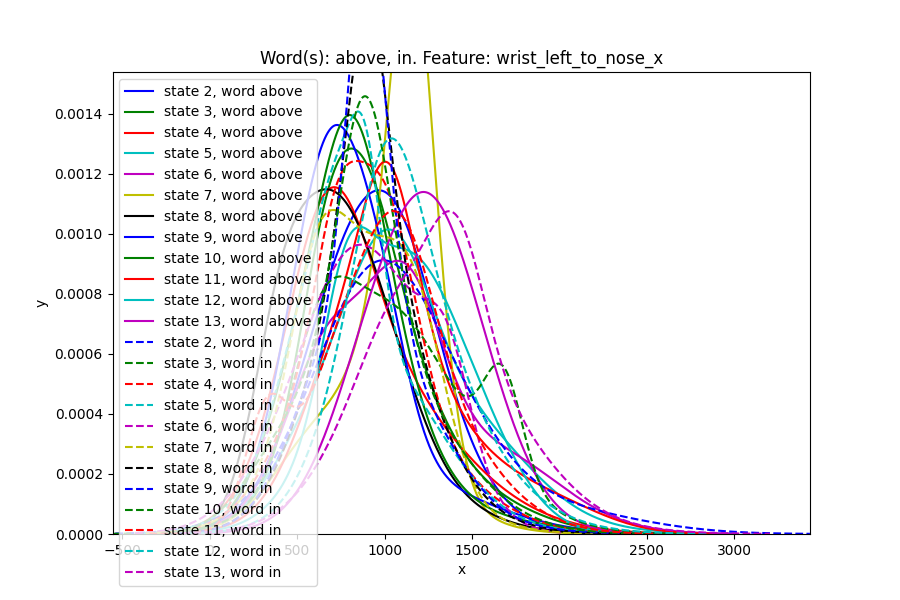 Word(s): above, in. Feature: wrist_left_to_nose_x
y
0.0014
0.0012
0.0010
0.0008
0.0006
0.0004
0.0002
0.0000
state 2, word above
state 3, word above
state 4, word above
state 5, word above
state 6, word above
state 7, word above
state 8, word above
state 9, word above
state 10, word above
state 11, word above
state 12, word above
state 13, word above
state 2, word in
state 3, word in
state 4, word in
state 5, word in
state 6, word in
state 7, word in
state 8, word in
state 9, word in
state 10, word in
state 11, word in
state 12, word in
state 13, word in
−500 0 500 1000 1500 2000 2500 3000
x